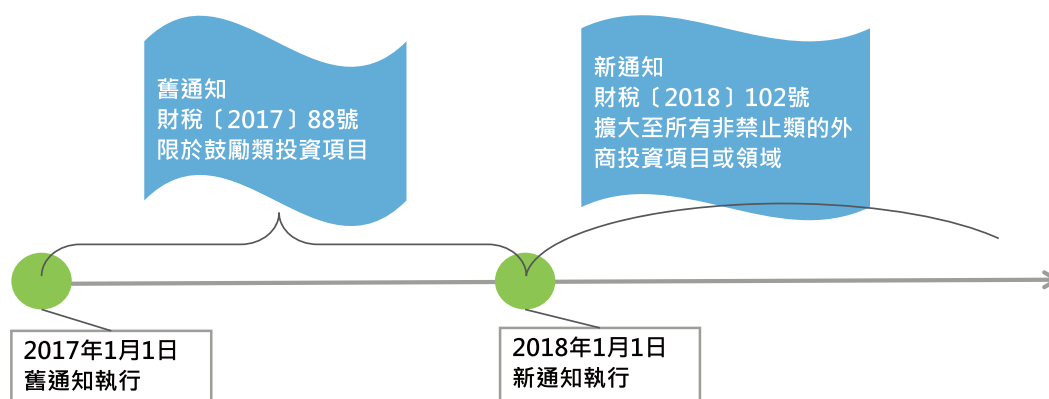 舊通知
財稅〔2017〕88號
限於鼓勵類投資項目
新通知
財稅〔2018〕102號
擴大至所有非禁止類的外
商投資項目或領域
2017年1月1日
舊通知執行
2018年1月1日
新通知執行